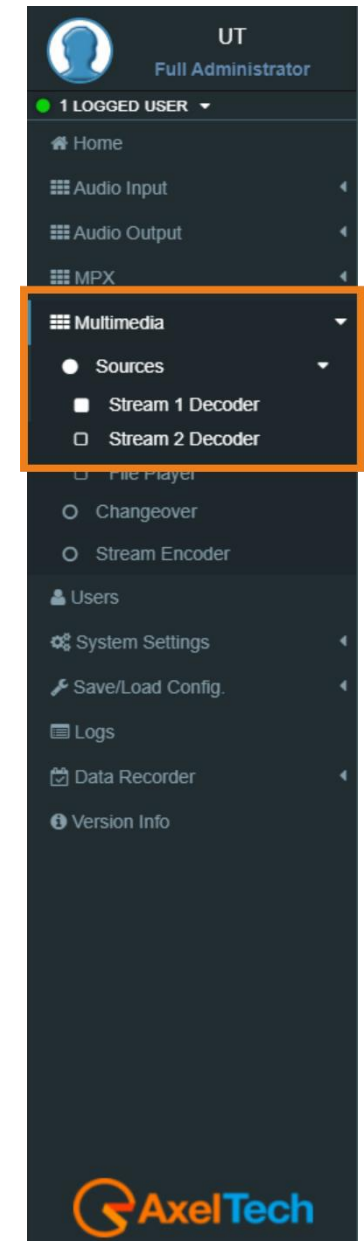 UT
Full Administrator
1 LOGGED USER
Home
Audio Input
Audio Output
MPX
Multimedia
Sources
Stream 1 Decoder
Stream 2 Decoder
File Player
Changeover
Stream Encoder
Users
System Settings
Save/Load Config.
Logs
Data Recorder
Version Info
AxelTech